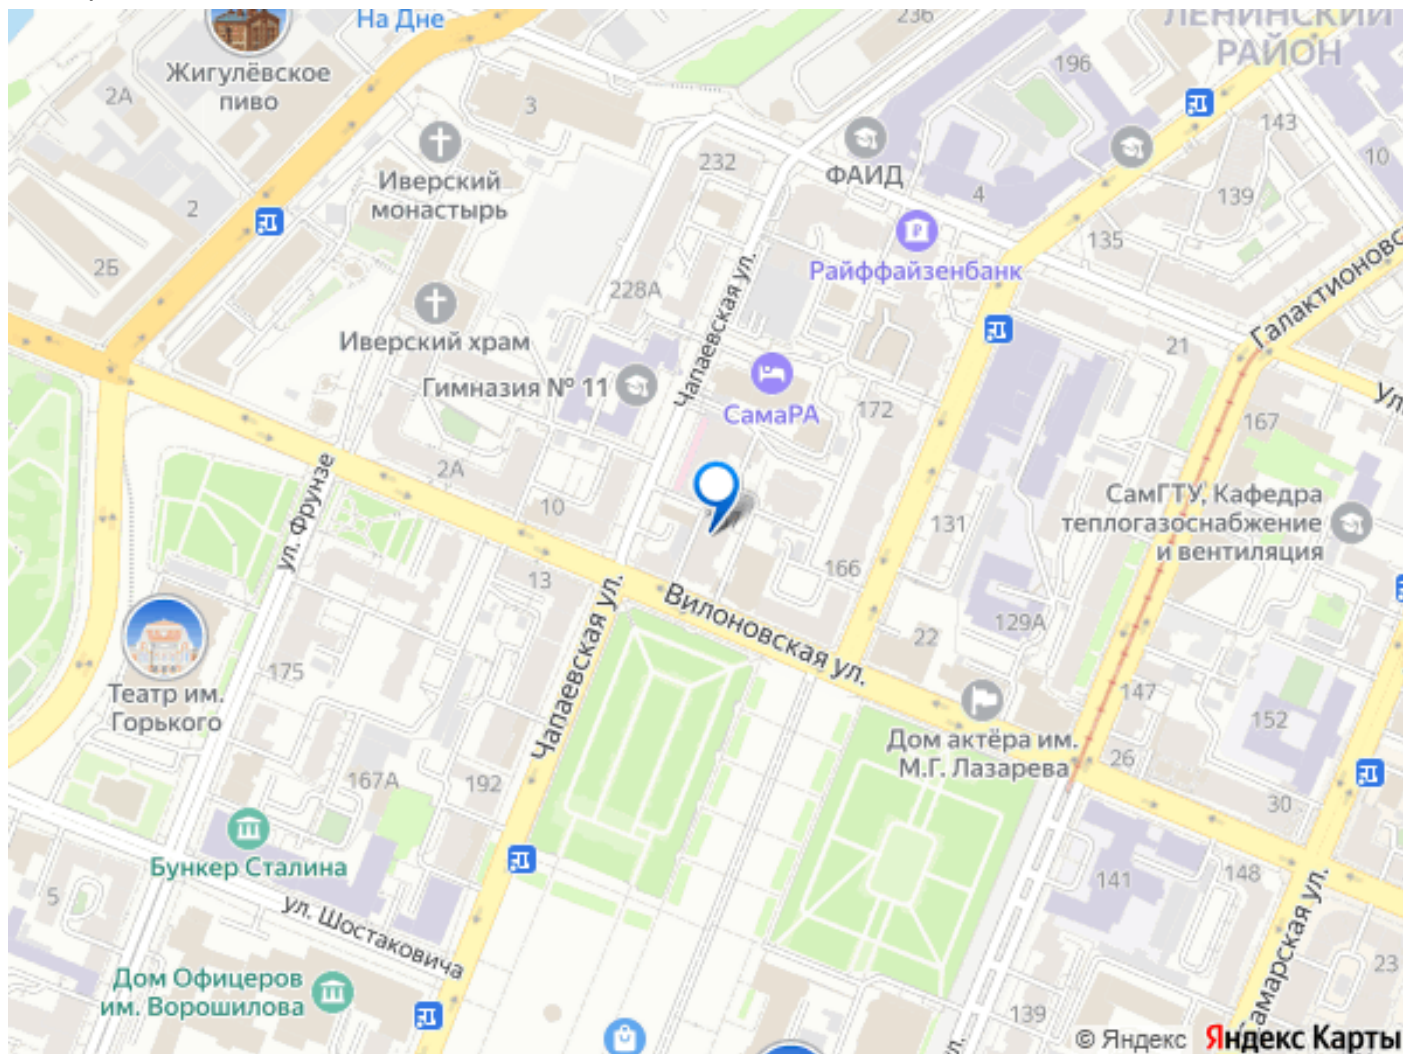 На Дне
236
ЛЕНИНСКИЙ
РАЙОН
Жигулёвское
пиво
2А
3
196
143
10
Иверский
монастырь
232
ФАИД
4
139
2
135
Райффайзенбанк
2Б
228А
Чапаевская ул.
Галактионовс
Иверский храм
21
Гимназия № 11
СамаРА
172
167
Ул
2А
ул. Фрунзе
10
СамГТУ, Кафедра
теплогазоснабжение
и вентиляция
131
13
166
Вилоновская ул.
129А
22
175
Чапаевская ул.
Театр им.
Горького
147
152
Дом актёра им.
М.Г. Лазарева
26
167А
192
30
Бункер Сталина
141
148
5
ул. Шостаковича
Самарская ул.
23
Дом Офицеров
им. Ворошилова
139
ул.
© Яндекс Яндекс Карты